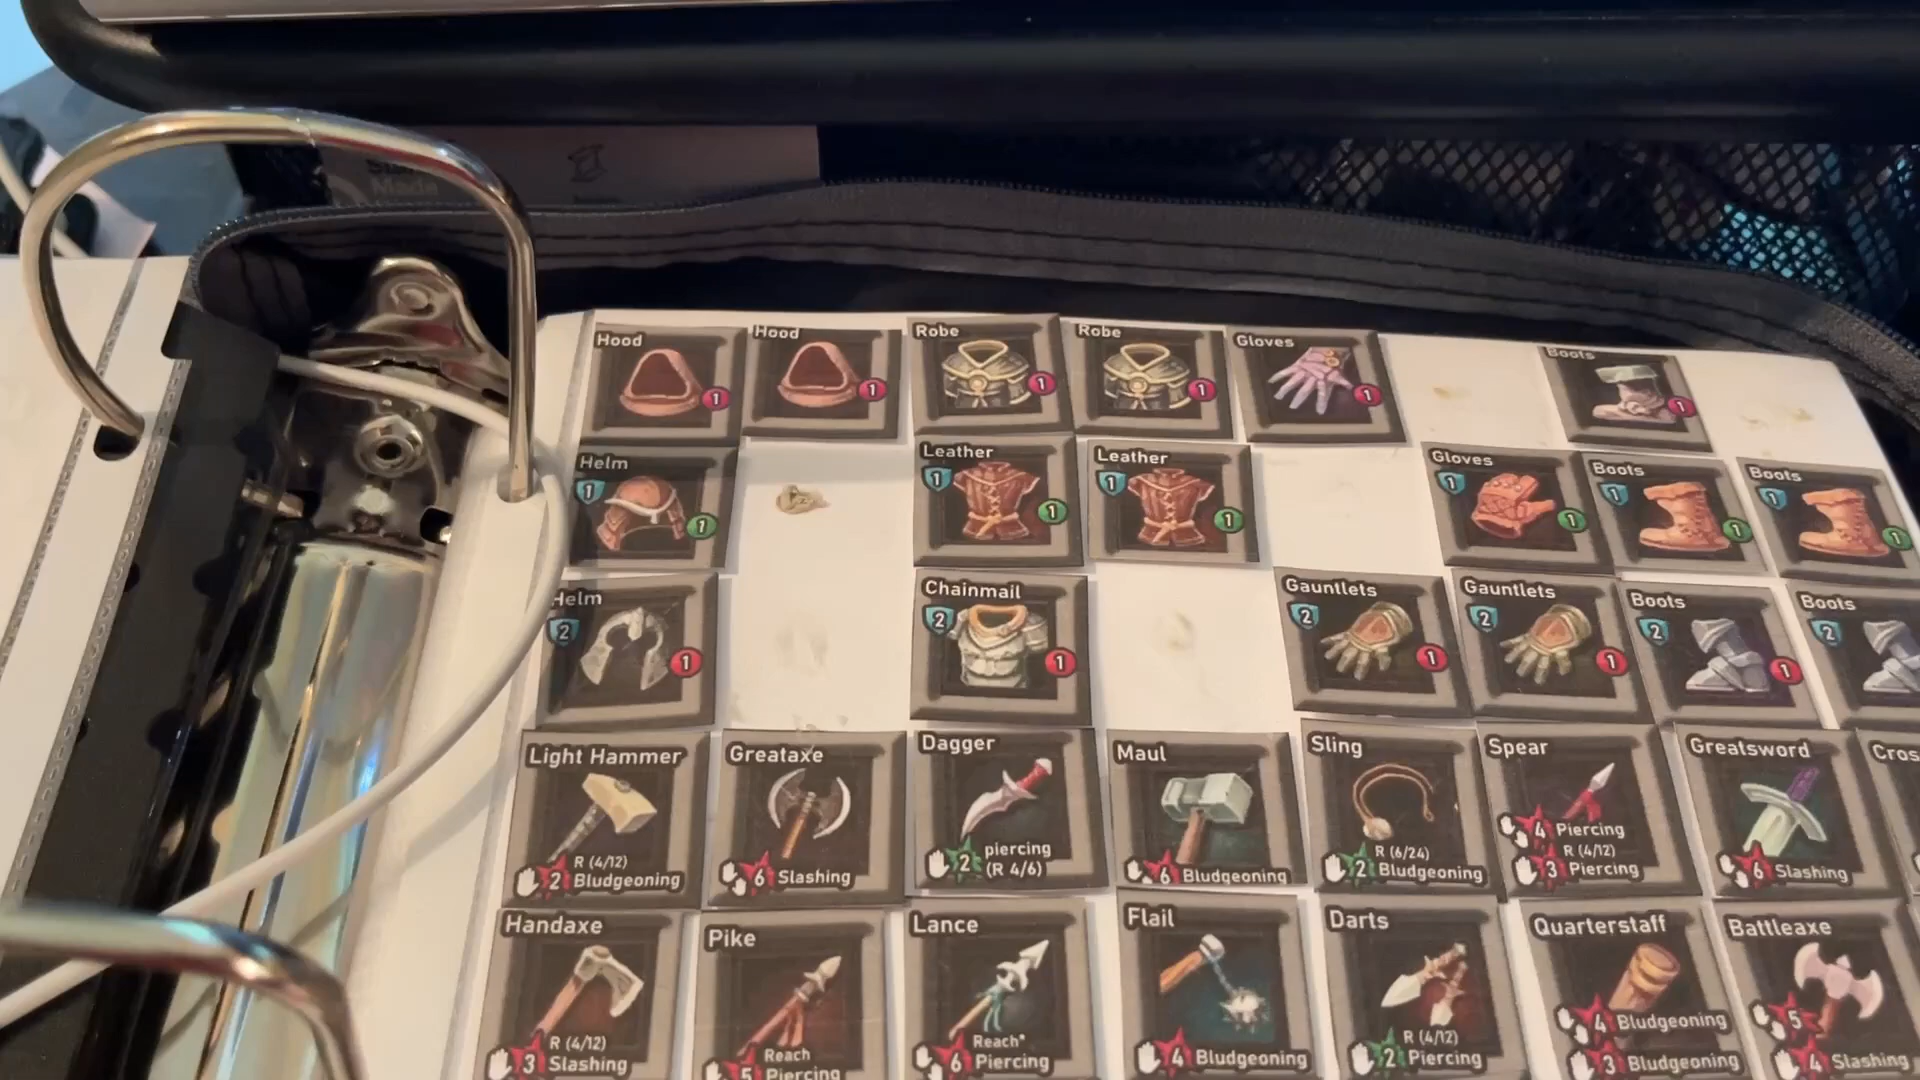 Made
Hood
1
Hood
1
Robe
1
Robe
1
Gloves
1
Boots
1
Helm
1
1
Leather
1
1
Leather
1
1
Gloves
1
1
Boots
1
1
Boots
1
1
Helm
2
1
Chainmail
2
1
Gauntlets
2
1
Gauntlets
2
1
Boots
2
1
Boots
2
Light Hammer
R (4/12)
2 Bludgeoning
Greataxe
6 Slashing
Dagger
2 piercing
(R 4/6)
Maul
6 Bludgeoning
Sling
R (6/24)
2 Bludgeoning
Spear
4 Piercing
R (4/12)
3 Piercing
Greatsword
6 Slashing
Cros
Handaxe
R (4/12)
3 Slashing
Pike
Reach
5 Piercing
Lance
Reach*
6 Piercing
Flail
4 Bludgeoning
Darts
R (4/12)
2 Piercing
Quarterstaff
4 Bludgeoning
3 Bludgeoning
Battleaxe
5
4 Slashing